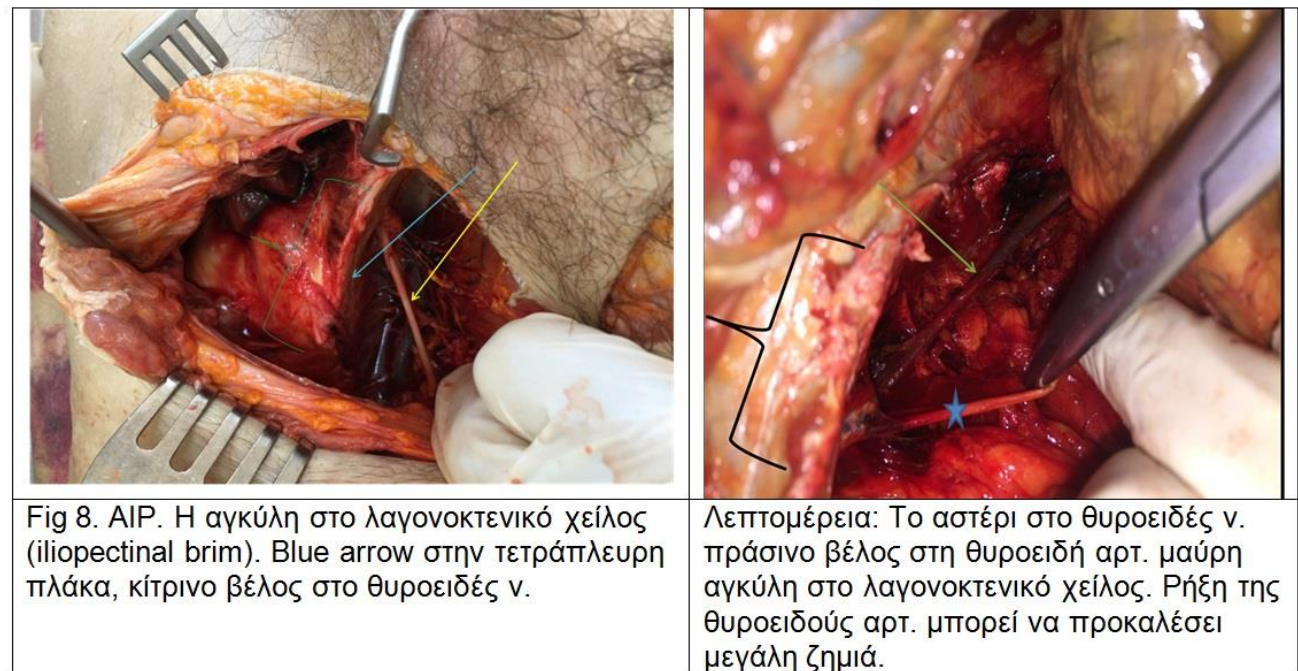 Fig 8. AIP. Η αγκύλη στο λαγονοκτενικό χείλος
(iliopectinal brim). Blue arrow στην τετράπλευρη
πλάκα, κίτρινο βέλος στο θυροειδές ν.
Λεπτομέρεια: Το αστέρι στο θυροειδές ν.
πράσινο βέλος στη θυροειδή αρτ. μαύρη
αγκύλη στο λαγονοκτενικό χείλος. Ρήξη της
θυροειδούς αρτ. μπορεί να προκαλέσει
μεγάλη ζημιά.